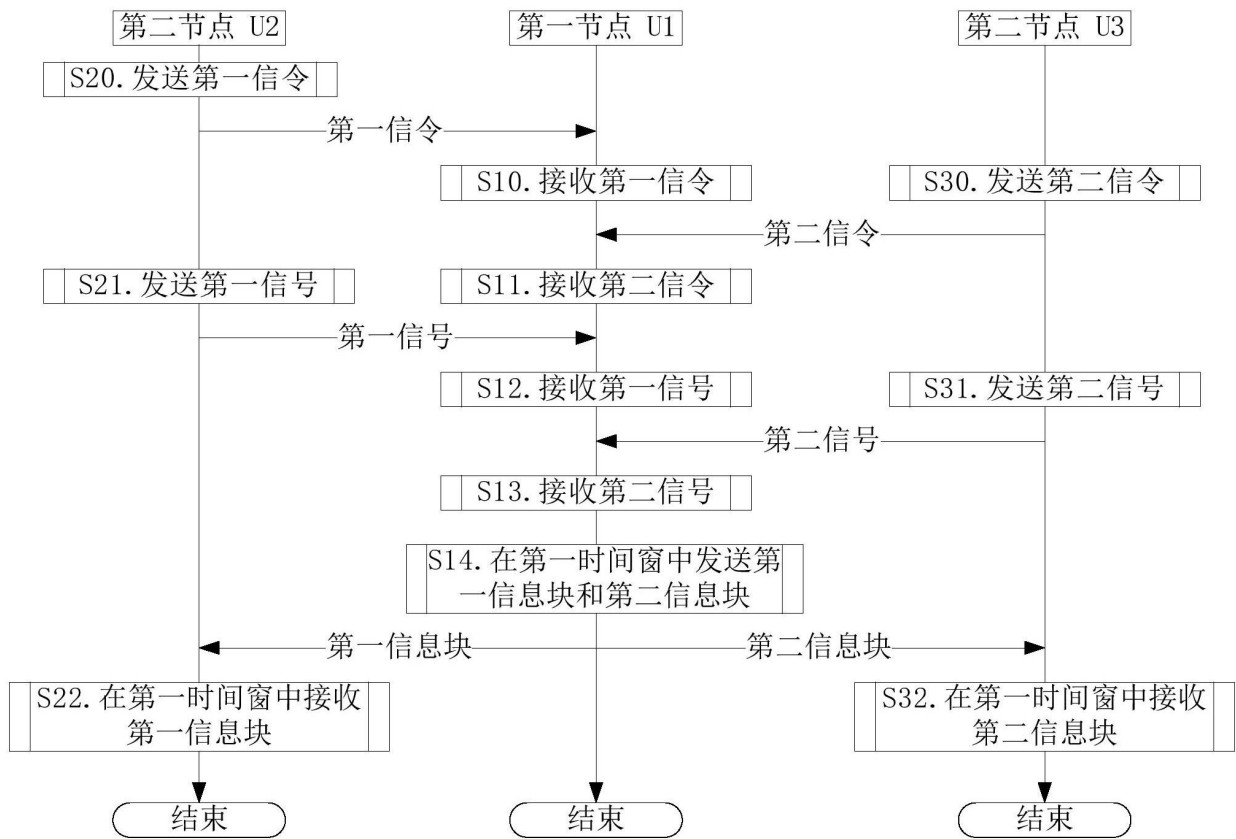 第二节点 U2
第一节点 U1
第二节点 U3
S20.发送第一信令
第一信令
S10.接收第一信令
S30.发送第二信令
第二信令
S21.发送第一信号
S11.接收第二信令
第一信号
S12.接收第一信号
S31.发送第二信号
第二信号
S13.接收第二信号
S14.在第一时间窗中发送第
一信息块和第二信息块
第一信息块
第二信息块
S22.在第一时间窗中接收
第一信息块
S32.在第一时间窗中接收
第二信息块
结束
结束
结束